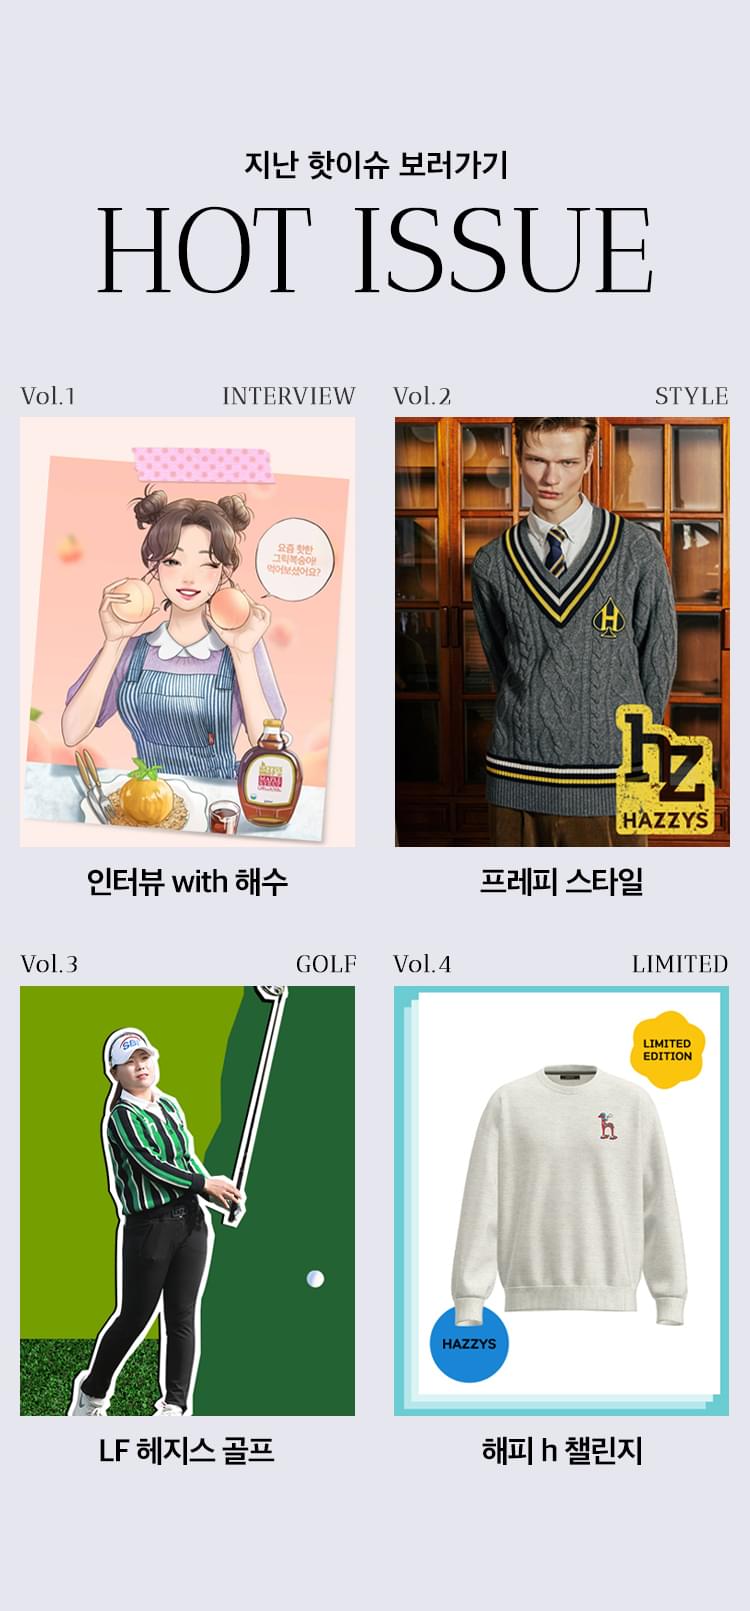 지난 핫이슈 보러가기
HOT ISSUE
Vol.1
INTERVIEW
요즘 핫한
그릭복숭아!
먹어보셨어요?
MAPLE
SYRUP
인터뷰 with 해수
Vol.2
STYLE
H
hz
HAZZYS
프레피 스타일
Vol.3
GOLF
SBI
LF 헤지스 골프
Vol.4
LIMITED
LIMITED
EDITION
h
HAZZYS
해피 h 챌린지